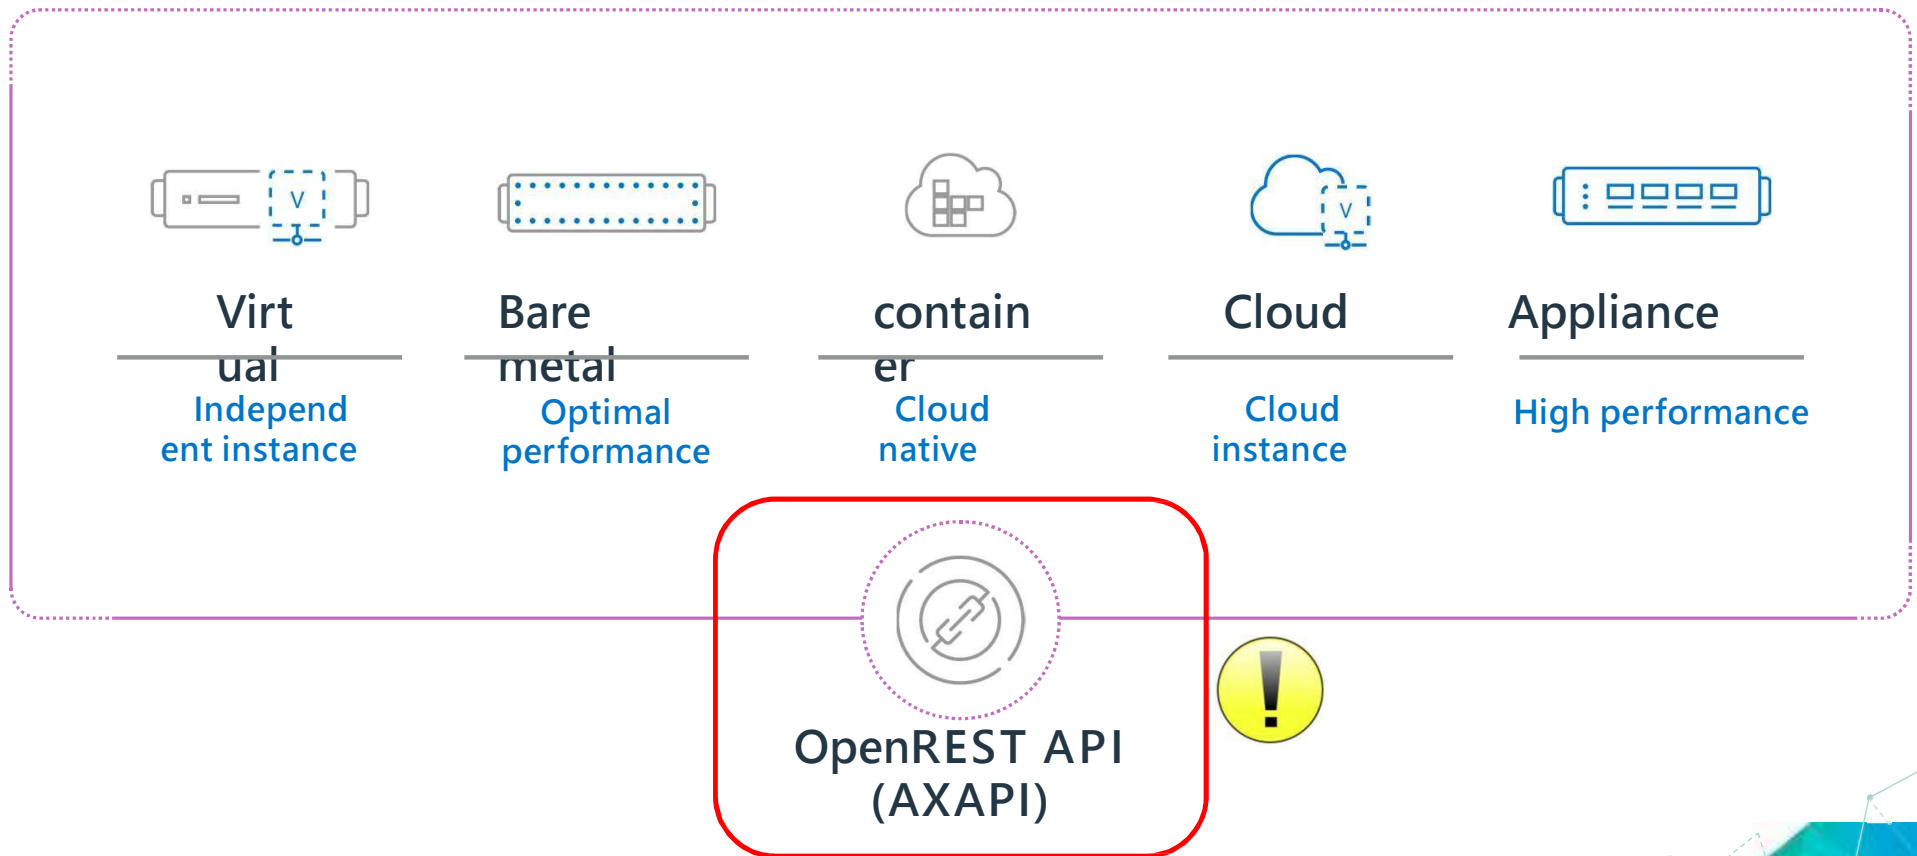 V
V
Virt
ual
Independ
ent instance
Bare
metal
Optimal
performance
contain
er
Cloud
native
Cloud
Cloud
instance
Appliance
High performance
!
OpenREST API
(AXAPI)